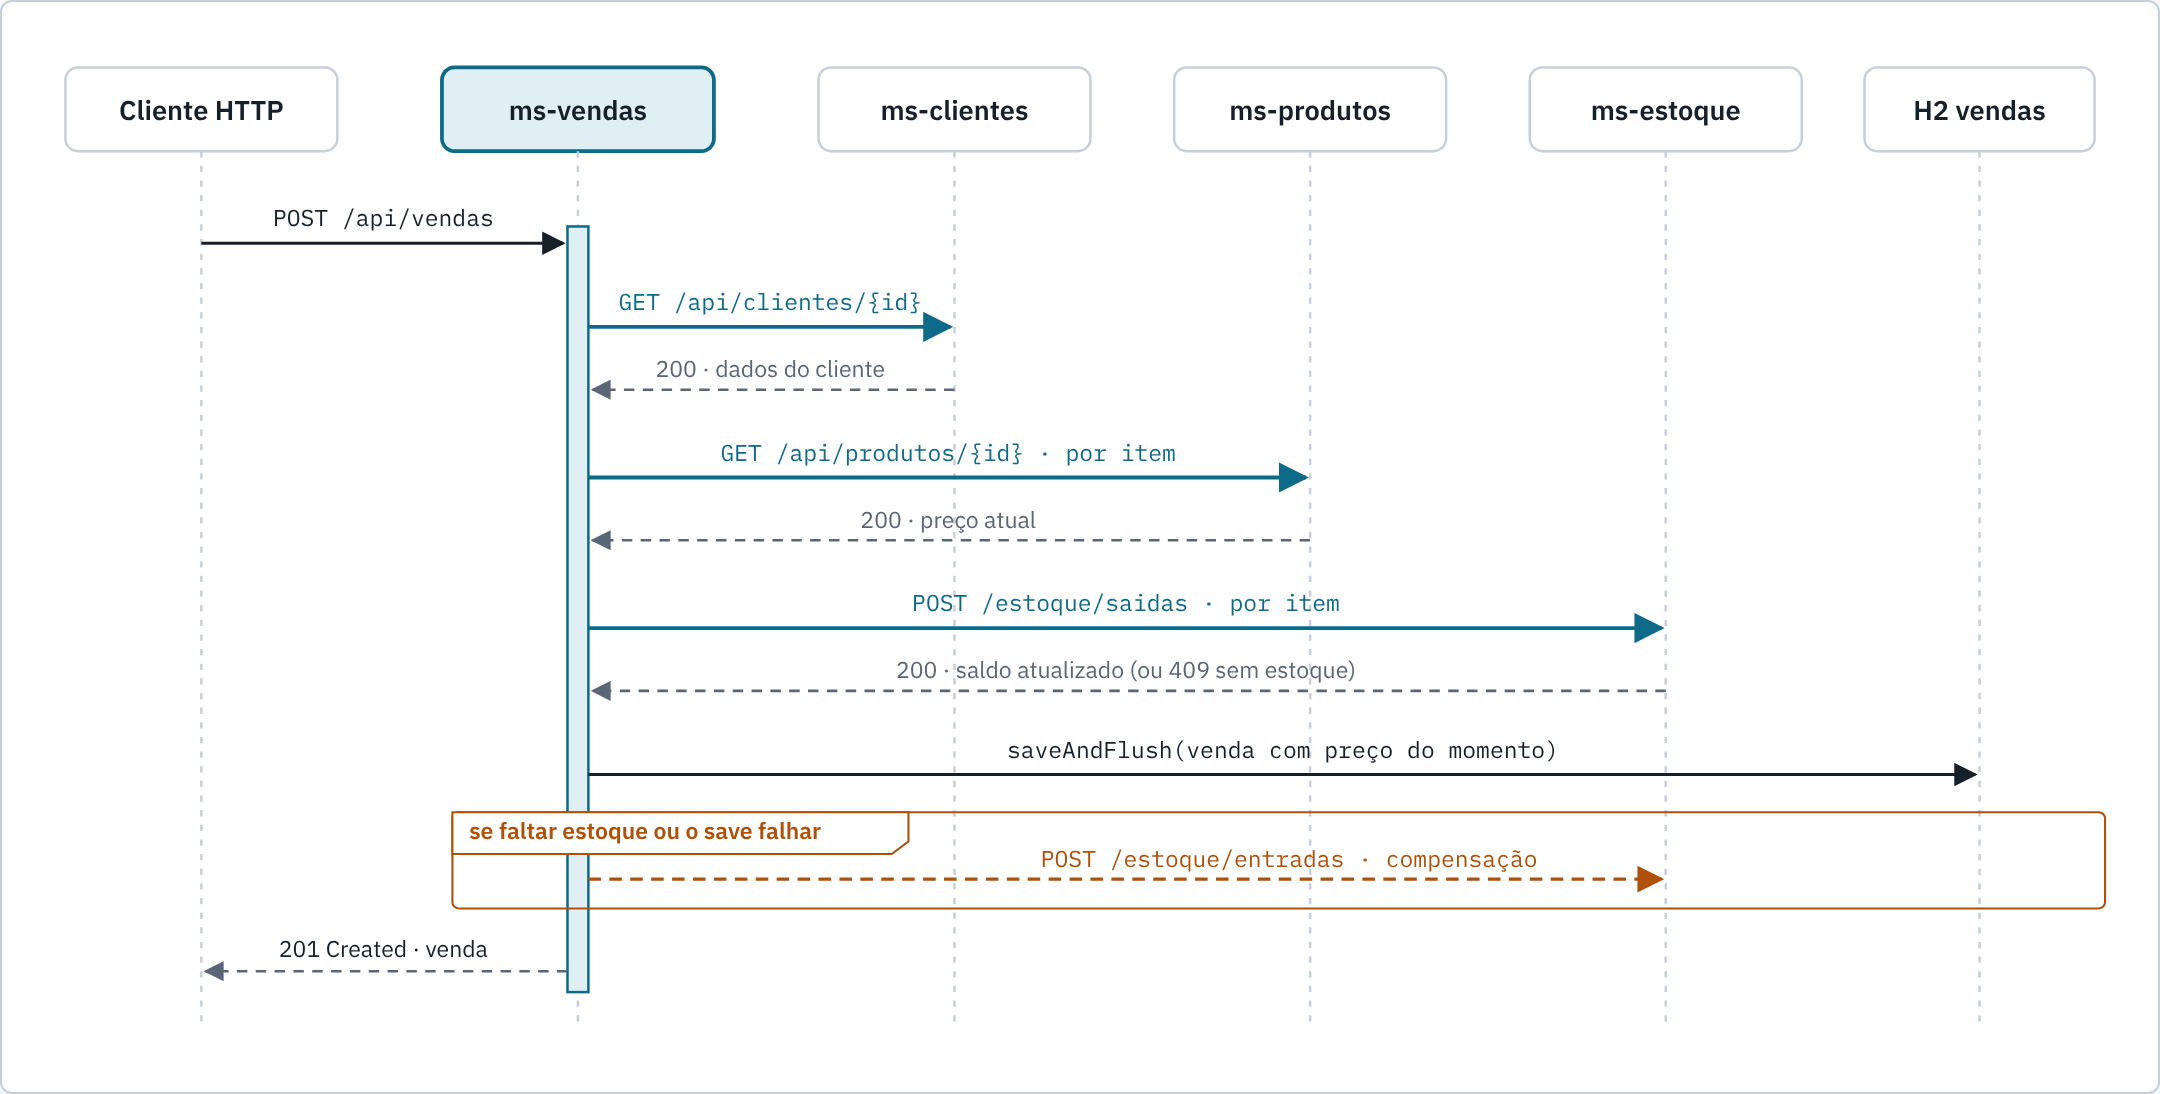 Cliente HTTP
ms-vendas
ms-clientes
ms-produtos
ms-estoque
H2 vendas
POST /api/vendas
GET /api/clientes/{id}
200 · dados do cliente
GET /api/produtos/{id} · por item
200 · preço atual
POST /estoque/saidas · por item
200 · saldo atualizado (ou 409 sem estoque)
saveAndFlush(venda com preço do momento)
se faltar estoque ou o save falhar
POST /estoque/entradas · compensação
201 Created · venda